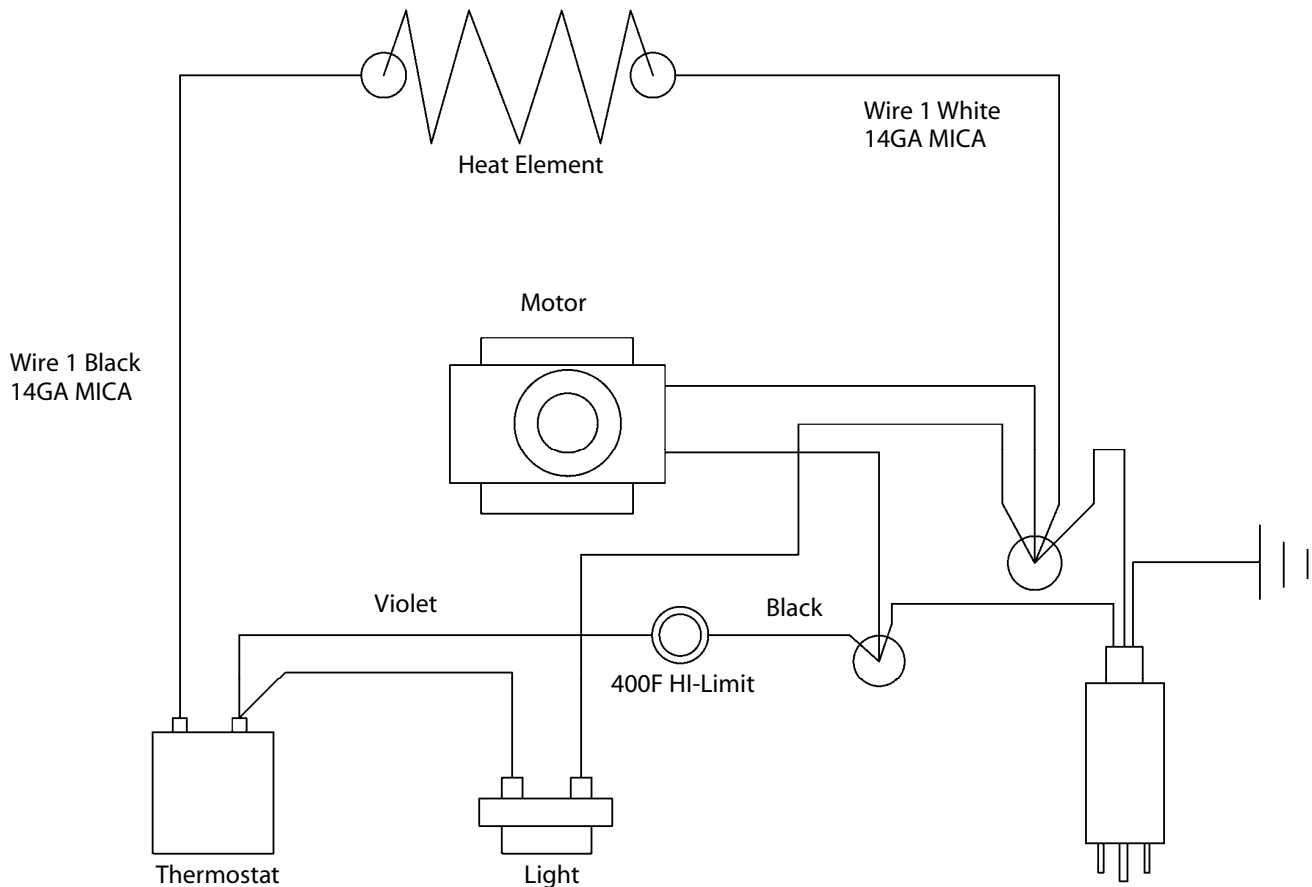 Wire 1 White
14GA MICA
Heat Element
Motor
Wire 1 Black
14GA MICA
Violet
Black
400F HI-Limit
Thermostat
Light